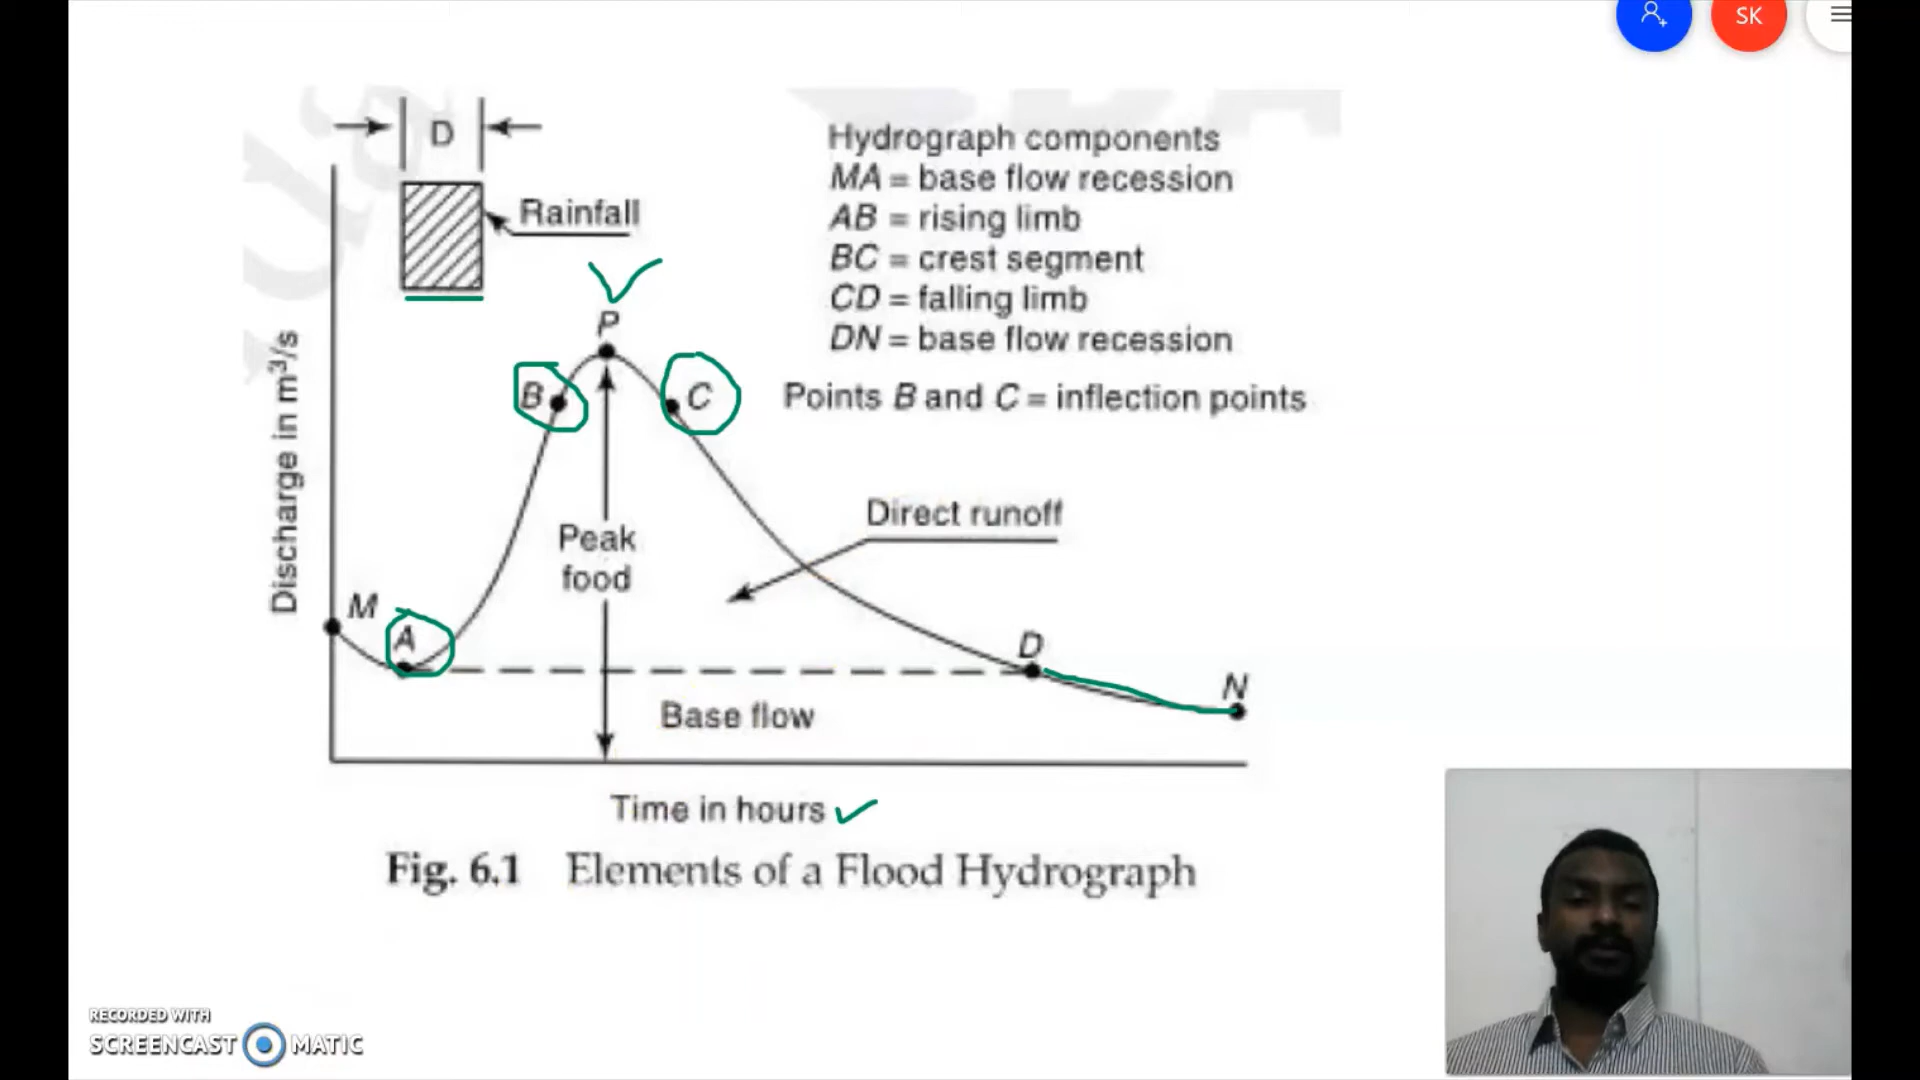 SK
D
Rainfall
Hydrograph components
MA = base flow recession
AB = rising limb
BC = crest segment
CD = falling limb
DN = base flow recession
Points B and C = inflection points
P
B
C
Discharge in m³/s
Peak
food
Direct runoff
M
A
D
N
Base flow
Time in hours
Fig. 6.1 Elements of a Flood Hydrograph
RECORDED WITH
SCREENCAST MATIC